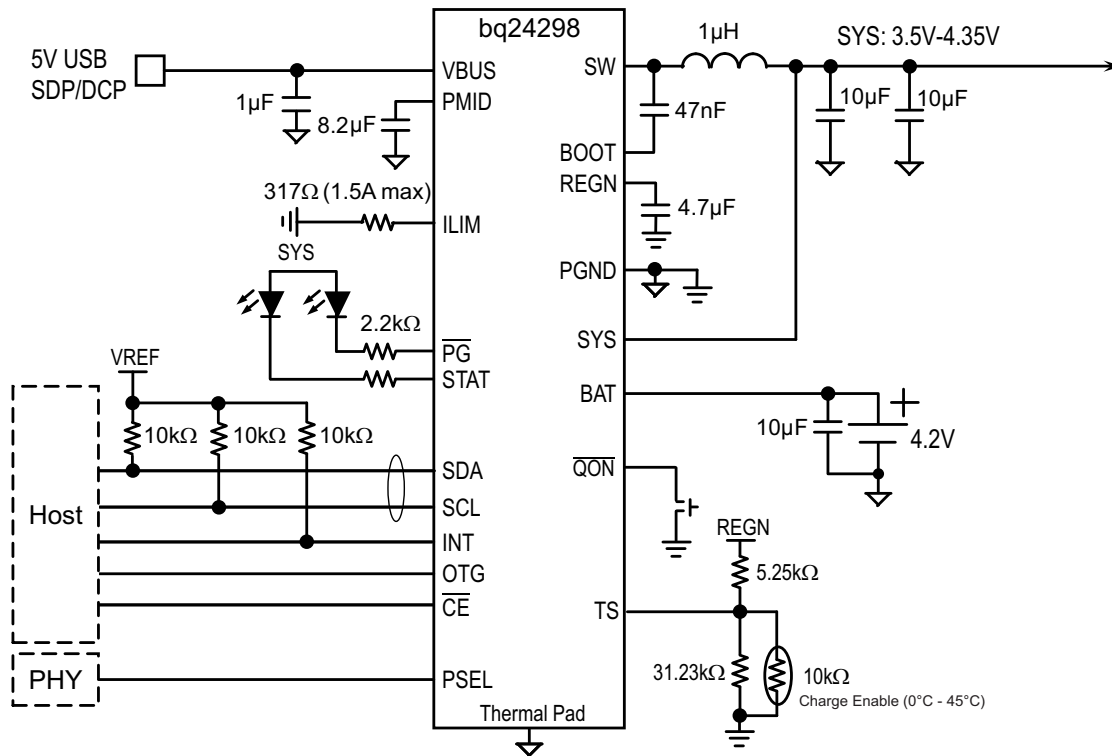 bq24298
5V USB
SDP/DCP
VBUS
1µF
PMID
8.2µF
317Ω (1.5A max)
ILIM
SYS
2.2kΩ
PG
STAT
VREF
10kΩ
10kΩ
10kΩ
Host
SDA
SCL
INT
OTG
CE
PHY
PSEL
Thermal Pad
SW
1µH
SYS: 3.5V-4.35V
47nF
10µF
10µF
BOOT
REGN
4.7µF
PGND
SYS
BAT
10µF
+
4.2V
QON
REGN
5.25kΩ
TS
31.23kΩ
10kΩ
Charge Enable (0°C - 45°C)